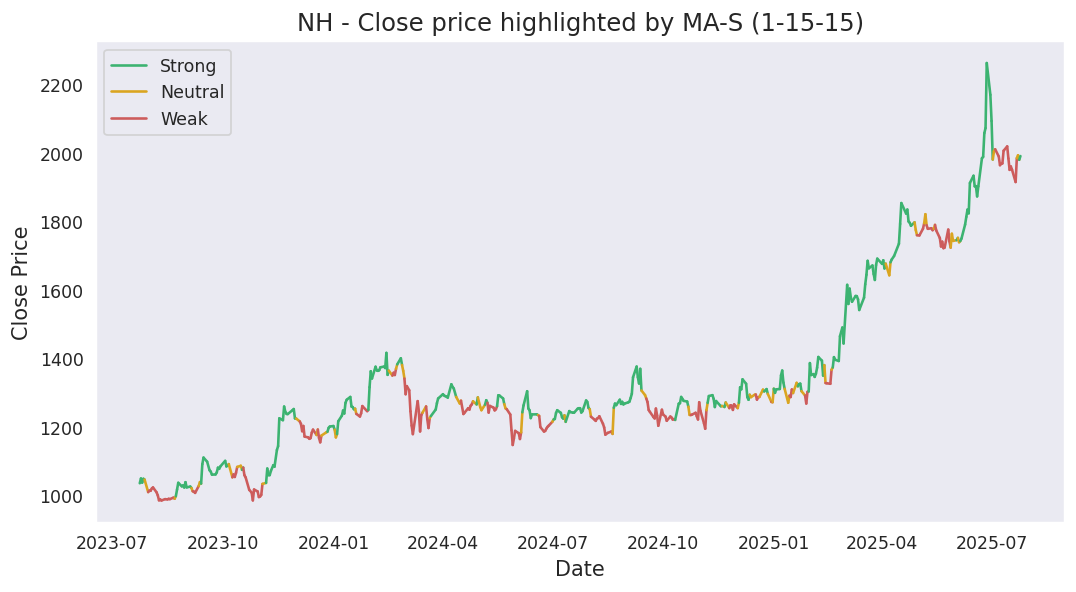 NH - Close price highlighted by MA-S (1-15-15)
Strong
Neutral
Weak
Close Price
2200
2000
1800
1600
1400
1200
1000
2023-07 2023-10 2024-01 2024-04 2024-07 2024-10 2025-01 2025-04 2025-07
Date